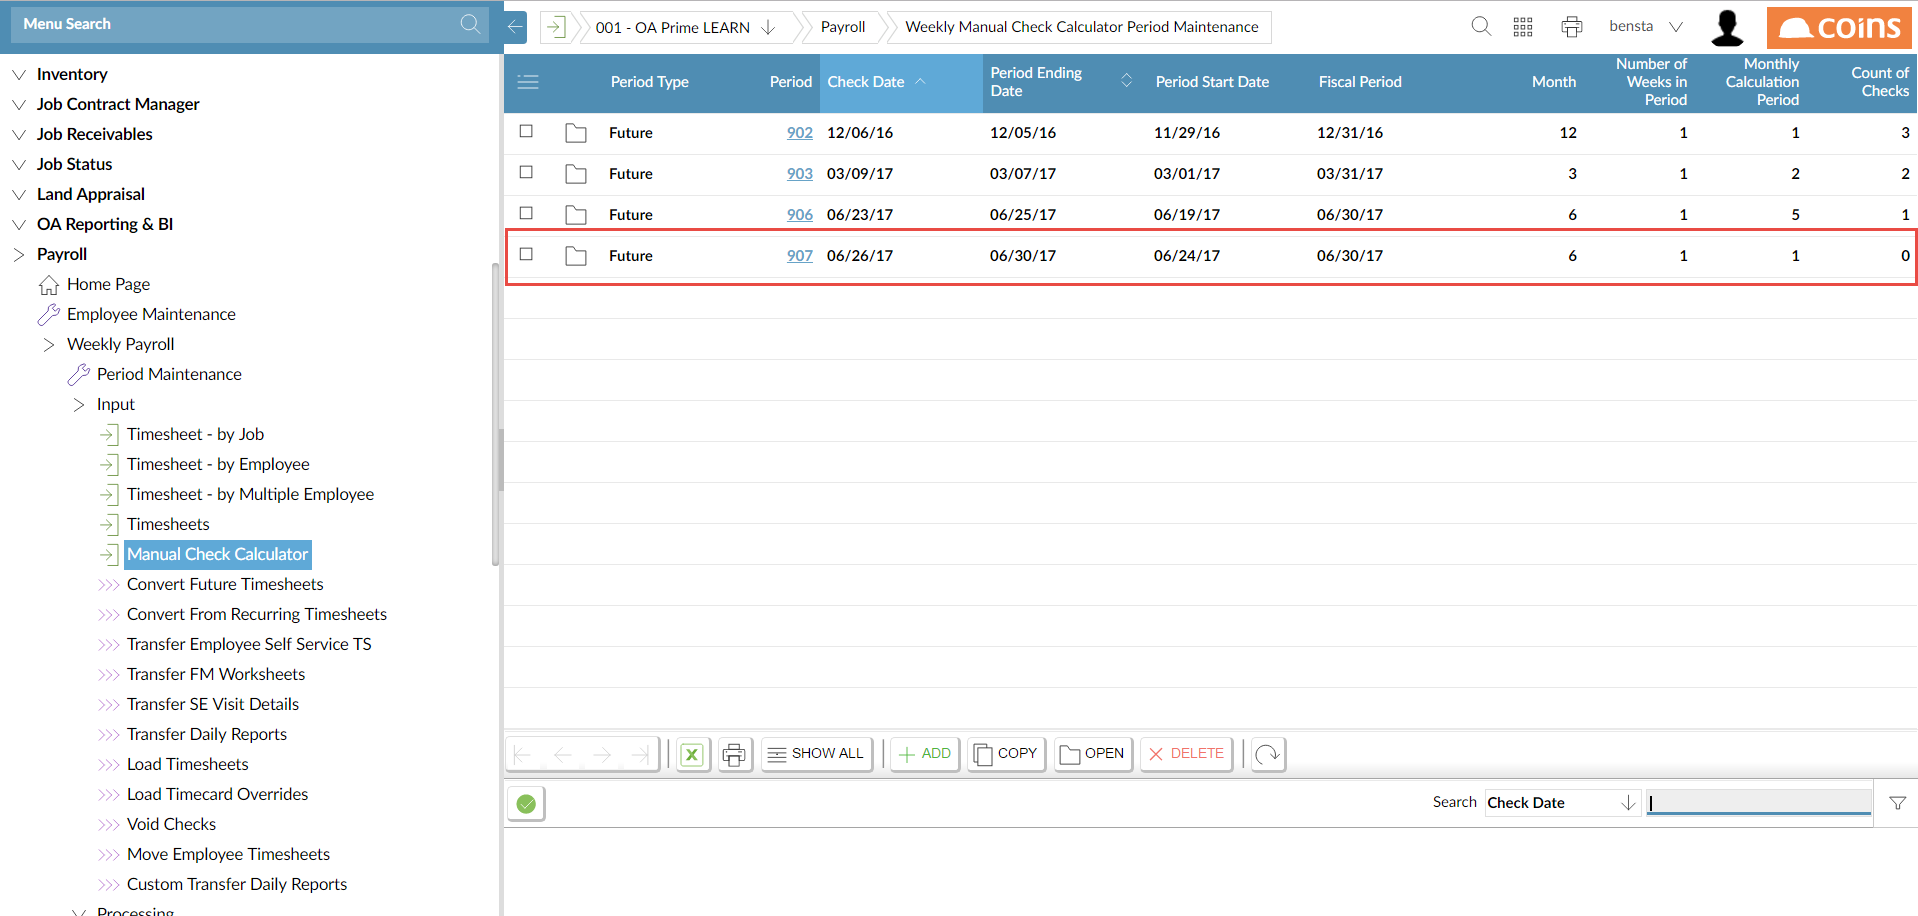 Menu Search
001 - OA Prime LEARN
Payroll
Weekly Manual Check Calculator Period Maintenance
bensta
coins
Inventory
Job Contract Manager
Job Receivables
Job Status
Land Appraisal
OA Reporting & BI
Payroll
Home Page
Employee Maintenance
Weekly Payroll
Period Maintenance
Input
Timesheet - by Job
Timesheet - by Employee
Timesheet - by Multiple Employee
Timesheets
Manual Check Calculator
Convert Future Timesheets
Convert From Recurring Timesheets
Transfer Employee Self Service TS
Transfer FM Worksheets
Transfer SE Visit Details
Transfer Daily Reports
Load Timesheets
Load Timecard Overrides
Void Checks
Move Employee Timesheets
Custom Transfer Daily Reports
Processing
Period Type
Period
Check Date
Period Ending
Date
Period Start Date
Fiscal Period
Month
Number of
Weeks in
Period
Monthly
Calculation
Period
Count of
Checks
Future 902 12/06/16 12/05/16 11/29/16 12/31/16 12 1 1 3
Future 903 03/09/17 03/07/17 03/01/17 03/31/17 3 1 2 2
Future 906 06/23/17 06/25/17 06/19/17 06/30/17 6 1 5 1
Future 907 06/26/17 06/30/17 06/24/17 06/30/17 6 1 1 0
X SHOW ALL ADD COPY OPEN DELETE
Search Check Date